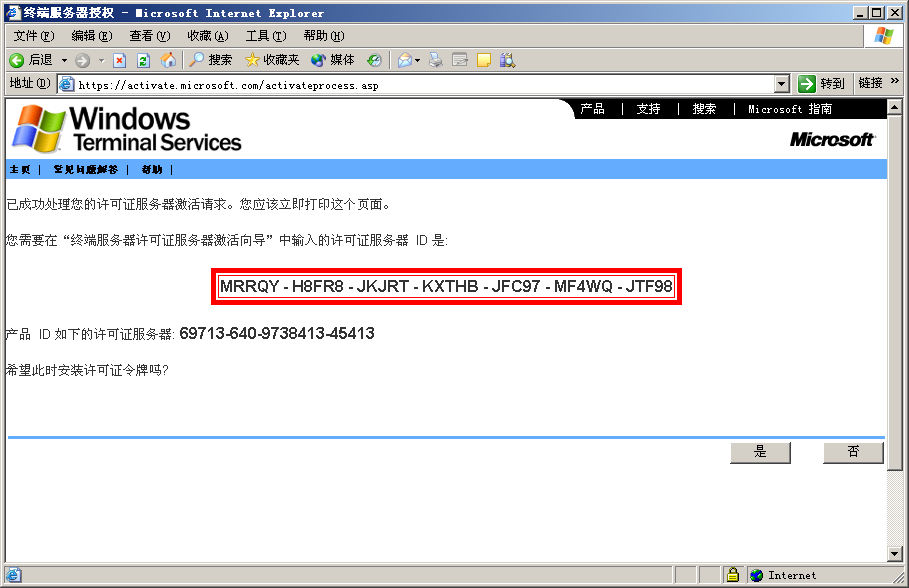 终端服务器授权 - Microsoft Internet Explorer
文件(F) 编辑(E) 查看(V) 收藏(A) 工具(T) 帮助(H)
后退 搜索 收藏夹 媒体
地址(D) https://activate.microsoft.com/activateprocess.asp 转到 链接 »
产品 | 支持 | 搜索 | Microsoft 指南
Windows
Terminal Services
Microsoft
主页 | 常见问题解答 | 帮助 |
已成功处理您的许可证服务器激活请求。您应该立即打印这个页面。
您需要在“终端服务器许可证服务器激活向导”中输入的许可证服务器 ID 是:
MRRQY - H8FR8 - JKJRT - KXTHB - JFC97 - MF4WQ - JTF98
产品 ID 如下的许可证服务器: 69713-640-9738413-45413
希望此时安装许可证令牌吗?
是 否
Internet